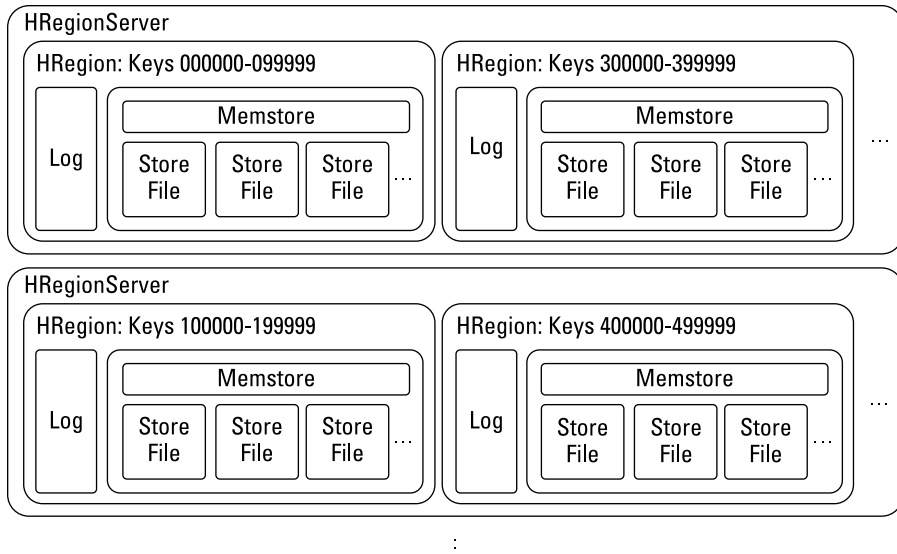 HRegionServer
HRegion: Keys 000000-099999
Log
Memstore
Store
File
Store
File
Store
File
...
HRegion: Keys 300000-399999
Log
Memstore
Store
File
Store
File
Store
File
...
...
HRegionServer
HRegion: Keys 100000-199999
Log
Memstore
Store
File
Store
File
Store
File
...
HRegion: Keys 400000-499999
Log
Memstore
Store
File
Store
File
Store
File
...
...
⋮